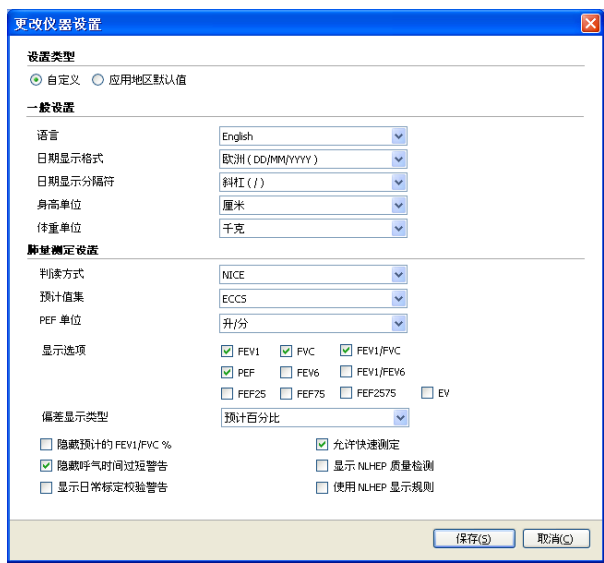 更改仪器设置
设置类型
自定义 应用地区默认值
一般设置
语言 English
日期显示格式 欧洲 ( DD/MM/YYYY )
日期显示分隔符 斜杠 ( / )
身高单位 厘米
体重单位 千克
肺量测定设置
判读方式 NICE
预计值集 ECCS
PEF 单位 升/分
显示选项 FEV1 FVC FEV1/FVC
PEF FEV6 FEV1/FEV6
FEF25 FEF75 FEF2575 EV
偏差显示类型 预计百分比
隐藏预计的 FEV1/FVC % 允许快速测定
隐藏呼气时间过短警告 显示 NLHEP 质量检测
显示日常标定校验警告 使用 NLHEP 显示规则
保存(S) 取消(C)